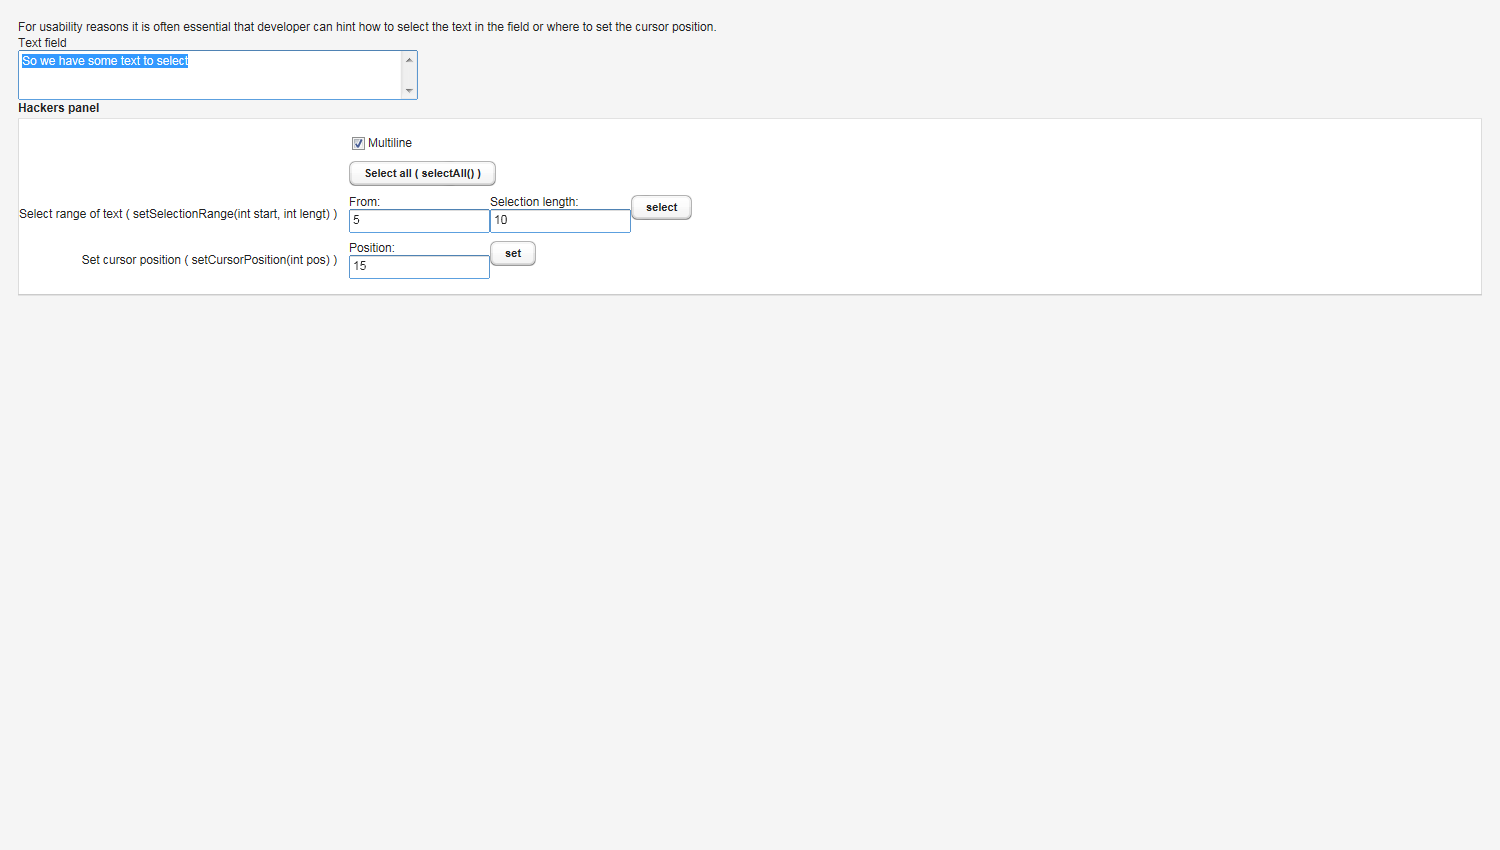 For usability reasons it is often essential that developer can hint how to select the text in the field or where to set the cursor position.
Text field
So we have some text to select
Hackers panel
Multiline
Select all ( selectAll() )
Select range of text ( setSelectionRange(int start, int lengt) )
From:
Selection length:
5
10
select
Set cursor position ( setCursorPosition(int pos) )
Position:
15
set